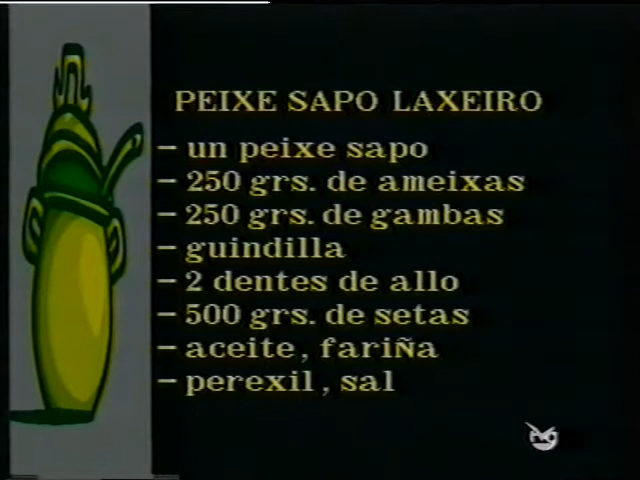 PEIXE SAPO LAXEIRO
– un peixe sapo
– 250 grs. de ameixas
– 250 grs. de gambas
– guindilla
– 2 dentes de allo
– 500 grs. de setas
– aceite, fariña
– perexil, sal